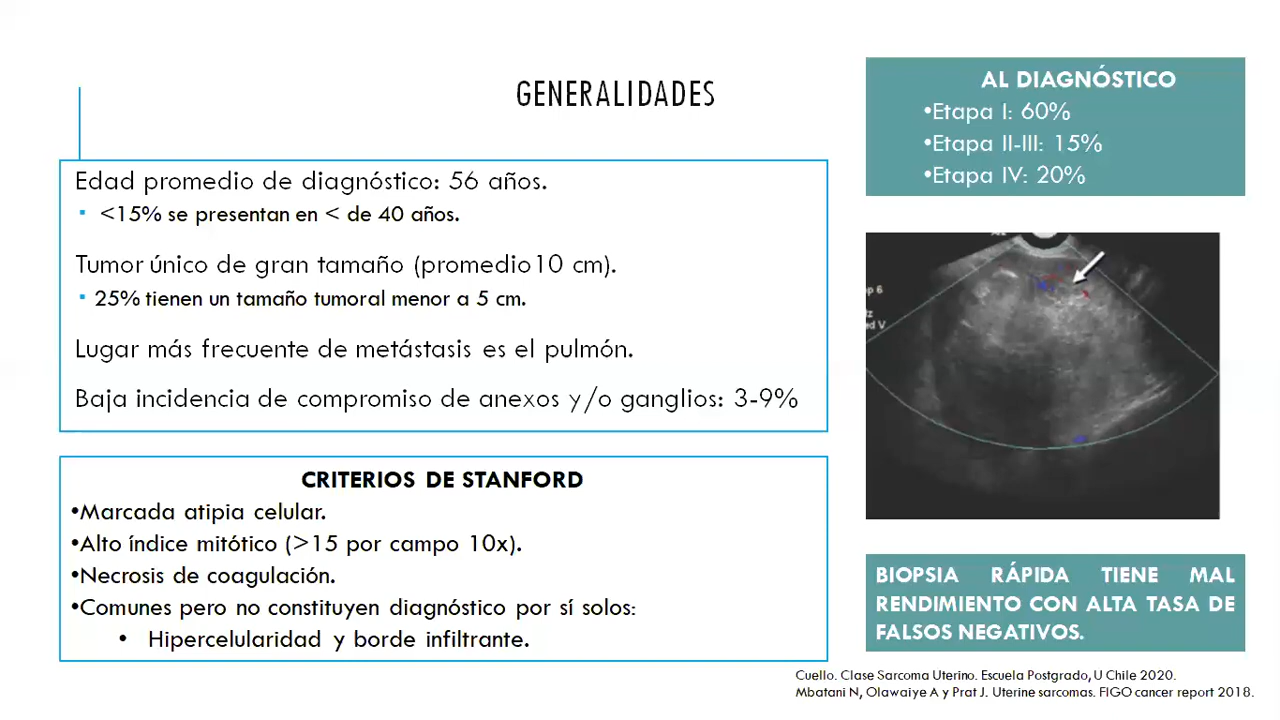 GENERALIDADES
Edad promedio de diagnóstico: 56 años.
▪ <15% se presentan en < de 40 años.
Tumor único de gran tamaño (promedio10 cm).
▪ 25% tienen un tamaño tumoral menor a 5 cm.
Lugar más frecuente de metástasis es el pulmón.
Baja incidencia de compromiso de anexos y/o ganglios: 3-9%
CRITERIOS DE STANFORD
•Marcada atipia celular.
•Alto índice mitótico (>15 por campo 10x).
•Necrosis de coagulación.
•Comunes pero no constituyen diagnóstico por sí solos:
• Hipercelularidad y borde infiltrante.
AL DIAGNÓSTICO
•Etapa I: 60%
•Etapa II-III: 15%
•Etapa IV: 20%
p 6
z
ed V
BIOPSIA RÁPIDA TIENE MAL
RENDIMIENTO CON ALTA TASA DE
FALSOS NEGATIVOS.
Cuello. Clase Sarcoma Uterino. Escuela Postgrado, U Chile 2020.
Mbatani N, Olawaiye A y Prat J. Uterine sarcomas. FIGO cancer report 2018.